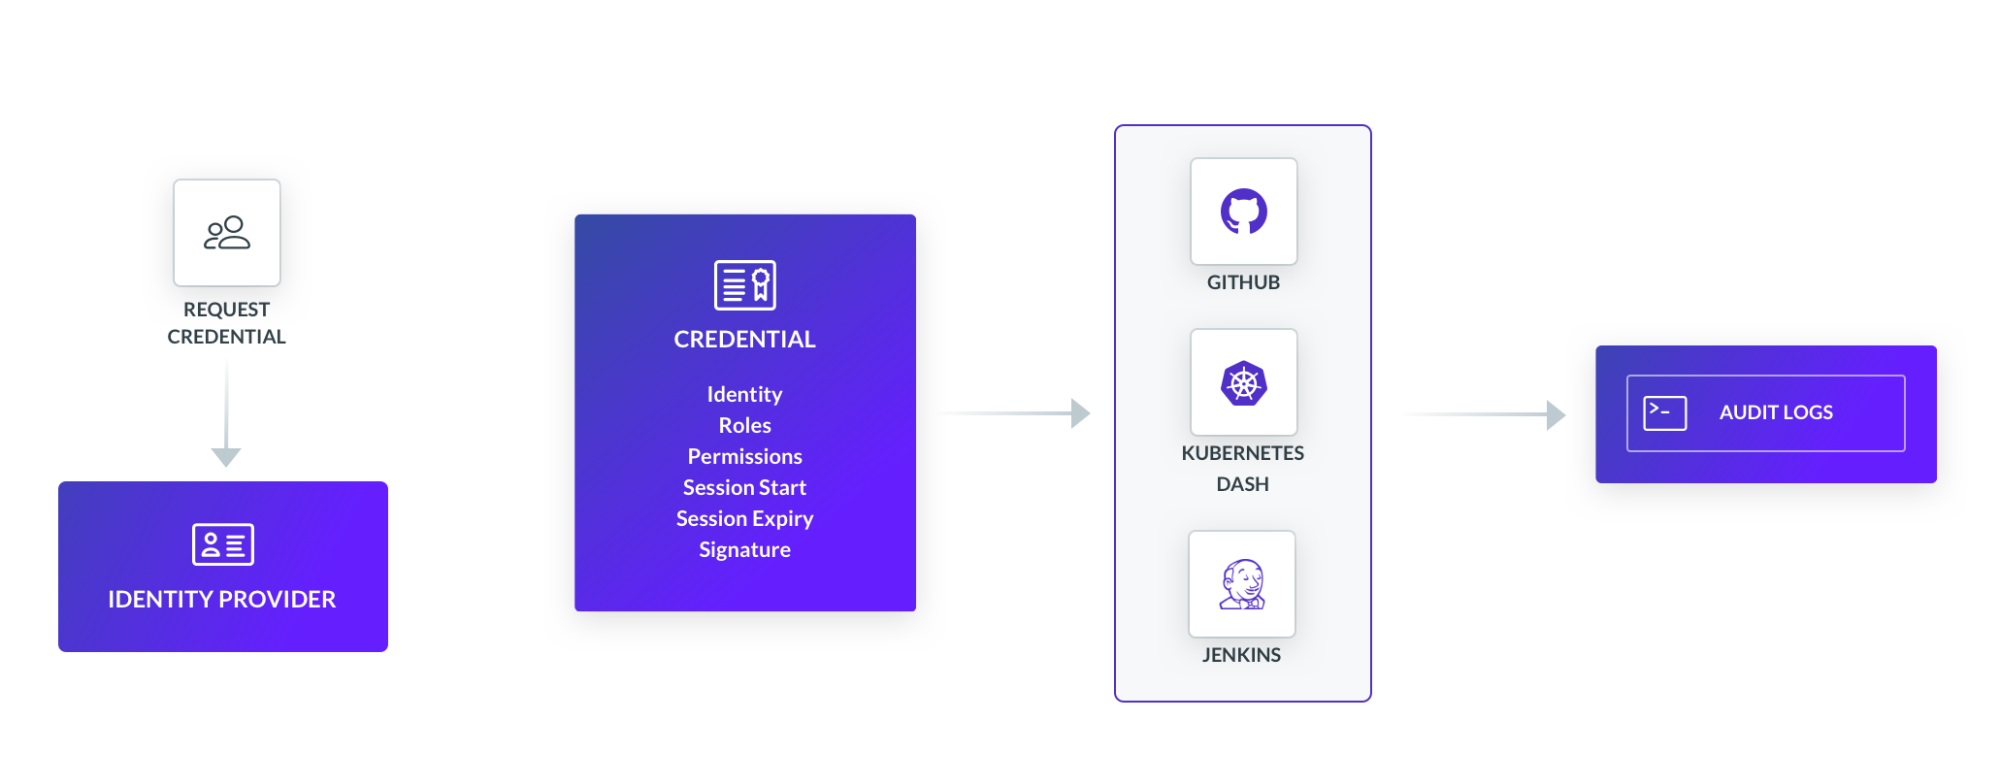 REQUEST
CREDENTIAL
IDENTITY PROVIDER
CREDENTIAL
Identity
Roles
Permissions
Session Start
Session Expiry
Signature
GITHUB
KUBERNETES
DASH
JENKINS
>-
AUDIT LOGS